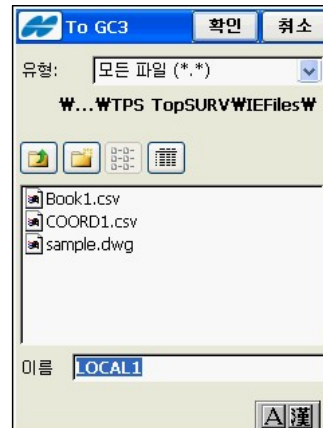 To GC3 확인 취소
유형: 모든 파일 (*.*)
₩...₩TPS TopSURV₩IEFiles₩
Book1.csv
COORD1.csv
sample.dwg
이름 LOCAL1
A 漢